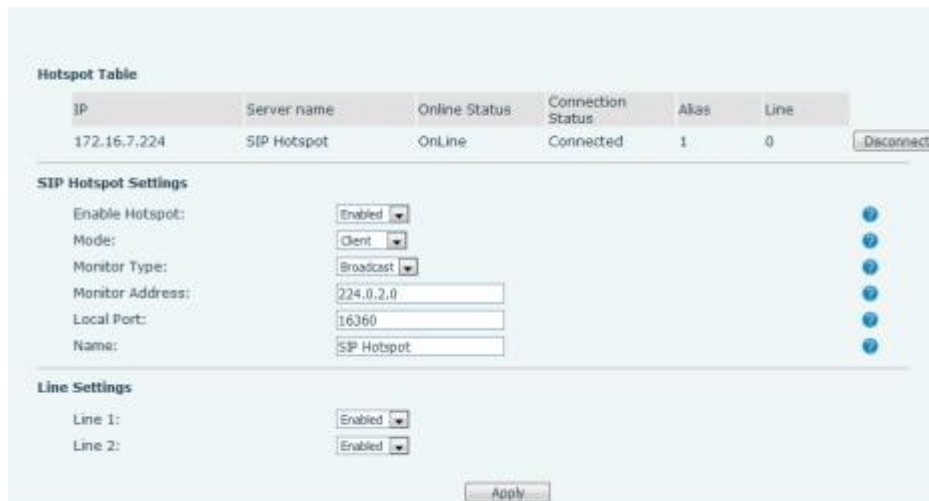 Hotspot Table
IP Server name Online Status Connection Status Alias Line
172.16.7.224 SIP Hotspot OnLine Connected 1 0 Disconnect
SIP Hotspot Settings
Enable Hotspot: Enabled
Mode: Client
Monitor Type: Broadcast
Monitor Address: 224.0.2.0
Local Port: 16360
Name: SIP Hotspot
Line Settings
Line 1: Enabled
Line 2: Enabled
Apply